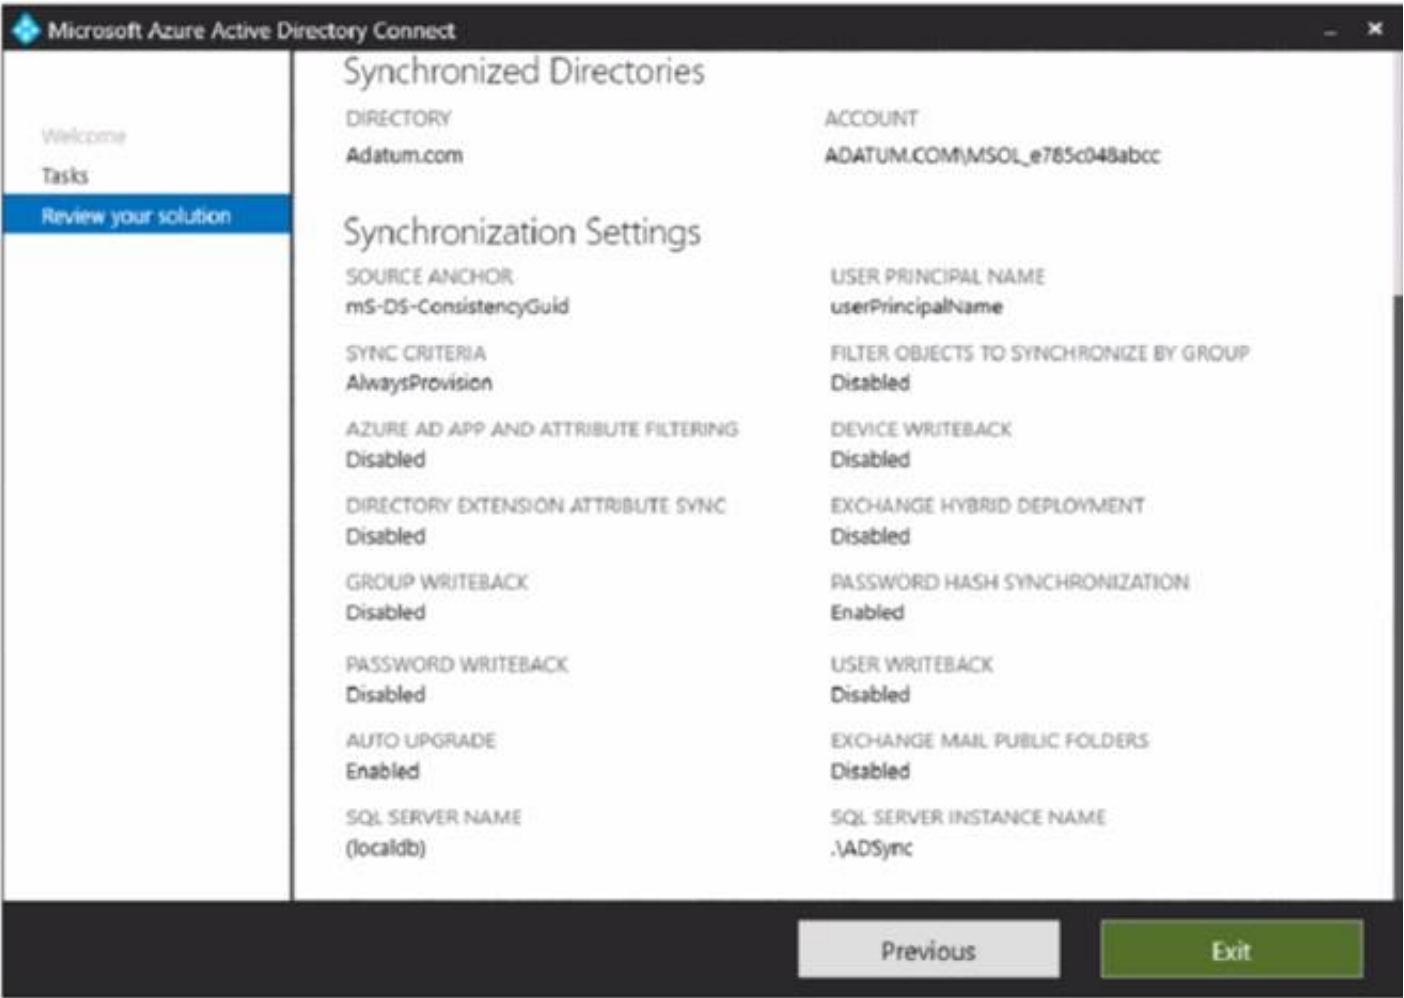 Microsoft Azure Active Directory Connect
Welcome
Tasks
Review your solution
Synchronized Directories
DIRECTORY
ACCOUNT
Adatum.com
ADATUM.COM\MSOL_e785c048abcc
Synchronization Settings
SOURCE ANCHOR
USER PRINCIPAL NAME
mS-DS-ConsistencyGuid
userPrincipalName
SYNC CRITERIA
FILTER OBJECTS TO SYNCHRONIZE BY GROUP
AlwaysProvision
Disabled
AZURE AD APP AND ATTRIBUTE FILTERING
DEVICE WRITEBACK
Disabled
Disabled
DIRECTORY EXTENSION ATTRIBUTE SYNC
EXCHANGE HYBRID DEPLOYMENT
Disabled
Disabled
GROUP WRITEBACK
PASSWORD HASH SYNCHRONIZATION
Disabled
Enabled
PASSWORD WRITEBACK
USER WRITEBACK
Disabled
Disabled
AUTO UPGRADE
EXCHANGE MAIL PUBLIC FOLDERS
Enabled
Disabled
SQL SERVER NAME
SQL SERVER INSTANCE NAME
(localdb)
.\ADSync
Previous
Exit